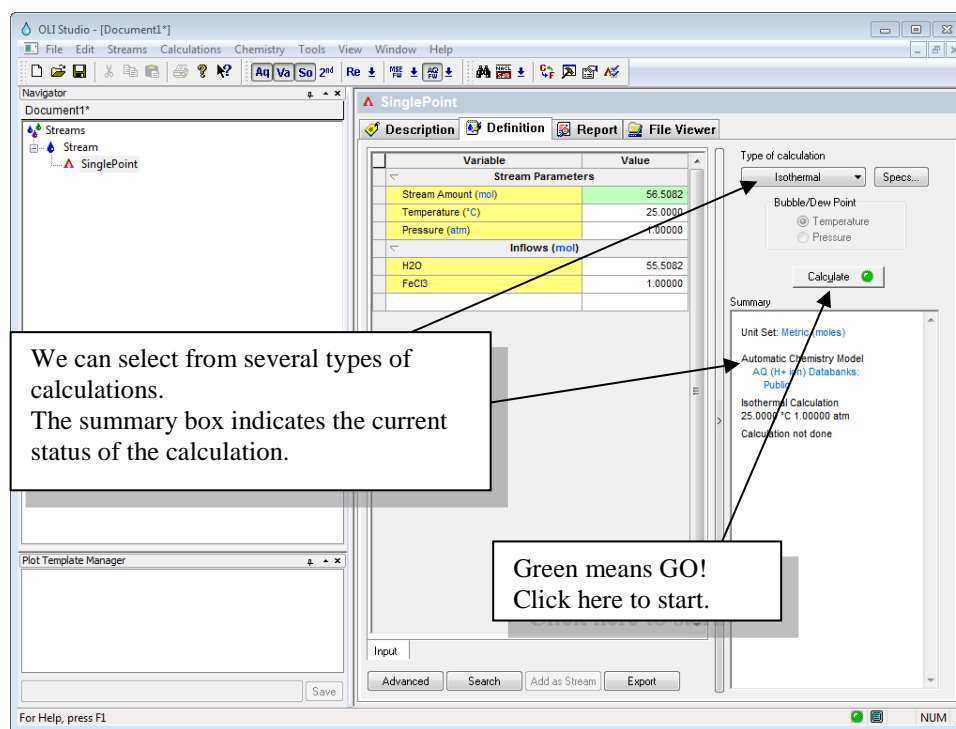 OLI Studio - [Document1*]
File Edit Streams Calculations Chemistry Tools View Window Help
Aq Va So 2nd Re
Navigator
Document1*
Streams
Stream
SinglePoint
SinglePoint
Description Definition Report File Viewer
Variable Value
Stream Parameters
Stream Amount (mol) 56.5082
Temperature (°C) 25.0000
Pressure (atm) 1.00000
Inflows (mol)
H2O 55.5082
FeCl3 1.00000
Type of calculation
Isothermal Specs...
Bubble/Dew Point
Temperature
Pressure
Calculate
Summary
Unit Set: Metric (moles)
Automatic Chemistry Model
AQ (H+ ion) Databanks:
Public
Isothermal Calculation
25.0000 °C 1.00000 atm
Calculation not done
We can select from several types of
calculations.
The summary box indicates the current
status of the calculation.
Green means GO!
Click here to start.
Plot Template Manager
Save
Input
Advanced Search Add as Stream Export
For Help, press F1
NUM